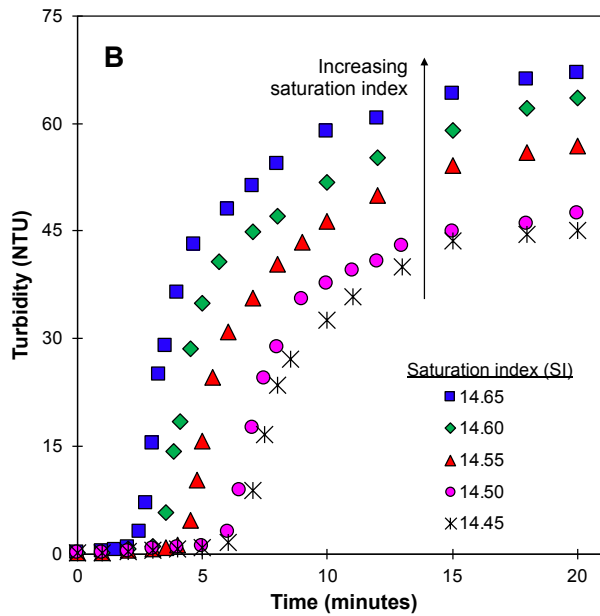 75
60
45
30
15
0
Turbidity (NTU)
B
Increasing
saturation index
Saturation index (SI)
14.65
14.60
14.55
14.50
14.45
0
5
10
15
20
Time (minutes)